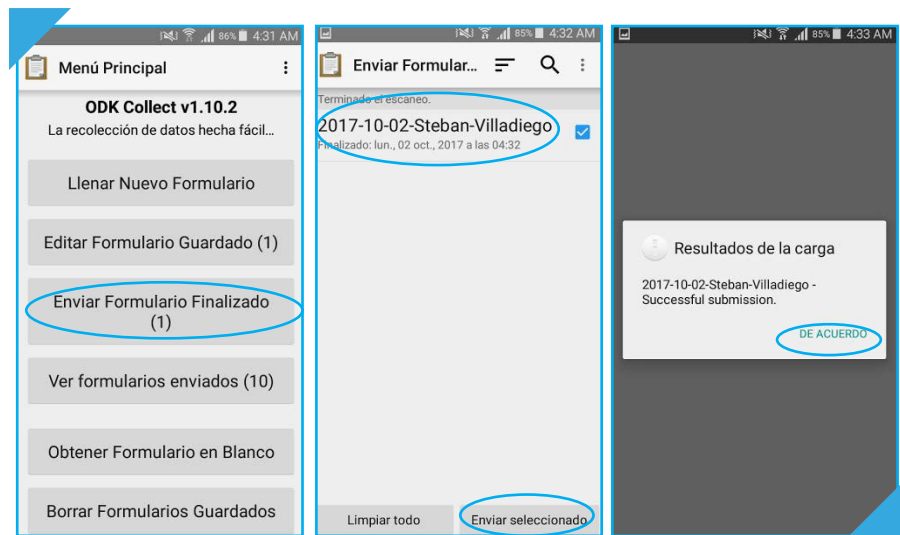 86% 4:31 AM
Menú Principal
ODK Collect v1.10.2
La recolección de datos hecha fácil...
Llenar Nuevo Formulario
Editar Formulario Guardado (1)
Enviar Formulario Finalizado
(1)
Ver formularios enviados (10)
Obtener Formulario en Blanco
Borrar Formularios Guardados
85% 4:32 AM
Enviar Formular...
Terminado el escaneo.
2017-10-02-Steban-Villadiego
Finalizado: lun., 02 oct., 2017 a las 04:32
Limpiar todo
Enviar seleccionado
85% 4:33 AM
Resultados de la carga
2017-10-02-Steban-Villadiego -
Successful submission.
DE ACUERDO